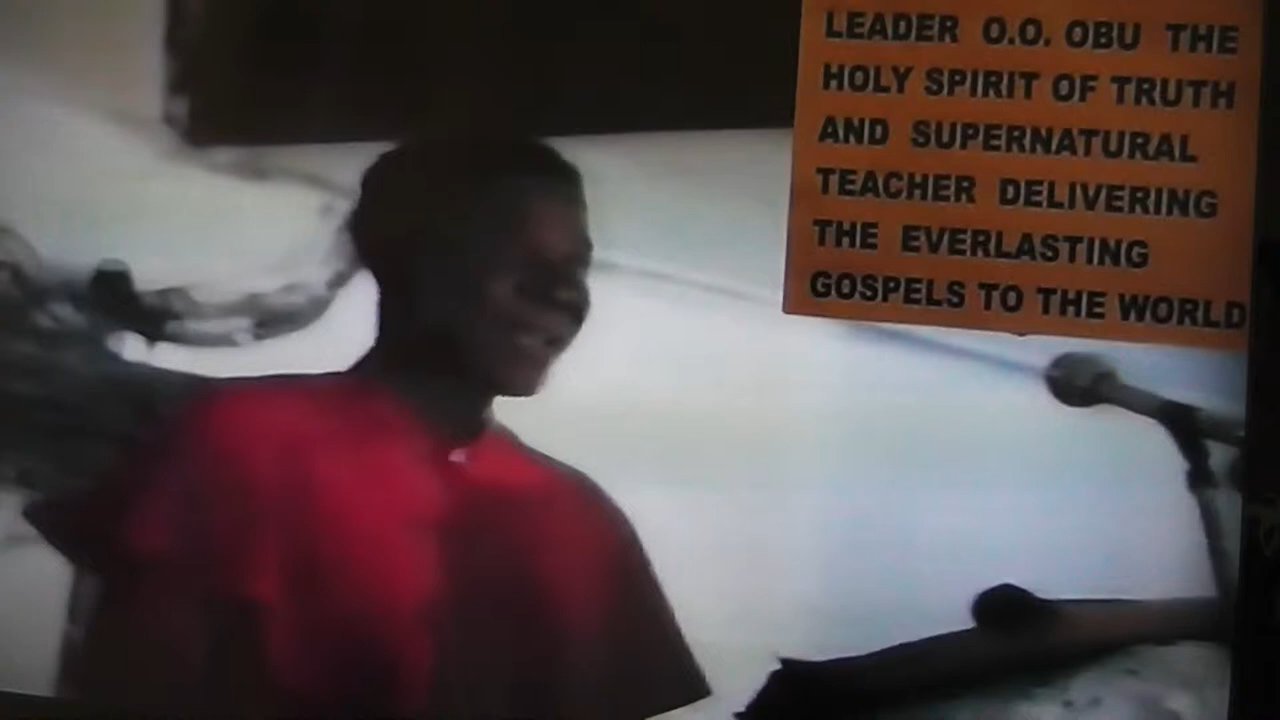 LEADER O.O. OBU THE
HOLY SPIRIT OF TRUTH
AND SUPERNATURAL
TEACHER DELIVERING
THE EVERLASTING
GOSPELS TO THE WORLD